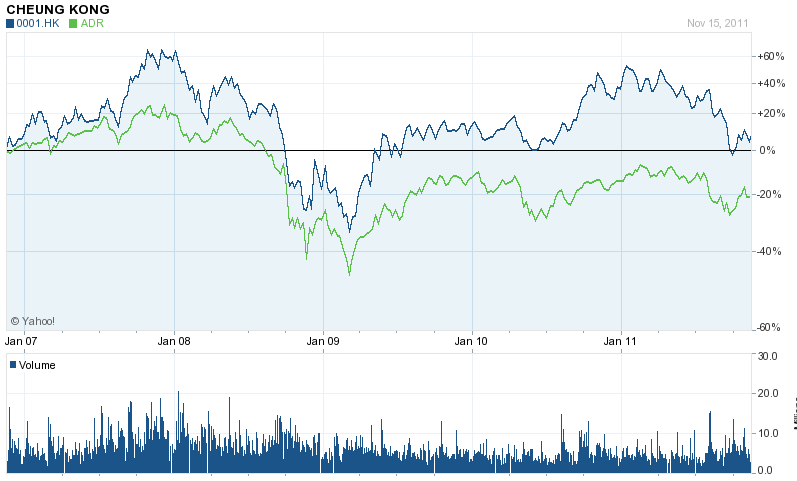 CHEUNG KONG
0001.HK ADR
Nov 15, 2011
+60%
+40%
+20%
0%
-20%
-40%
-60%
© Yahoo!
Jan 07 Jan 08 Jan 09 Jan 10 Jan 11
Volume
30.0
20.0
10.0
0.0